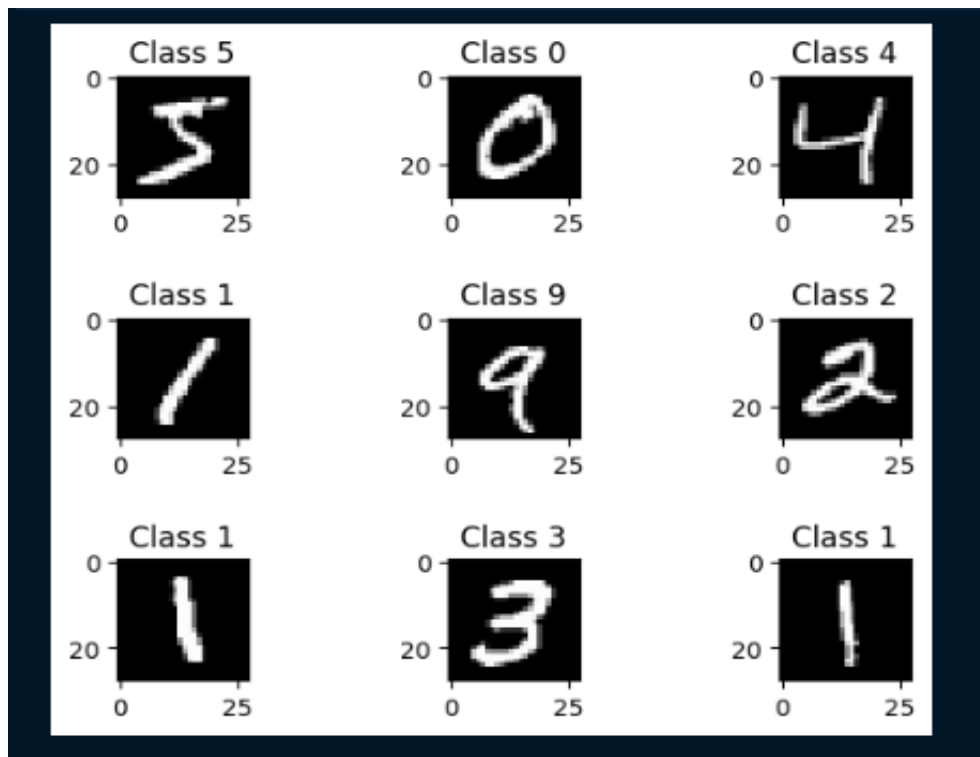 Class 5 Class 0 Class 4
0 5 0 0 0 4
20 20 20
0 25 0 25 0 25
Class 1 Class 9 Class 2
0 1 0 9 0 2
20 20 20
0 25 0 25 0 25
Class 1 Class 3 Class 1
0 1 0 3 0 1
20 20 20
0 25 0 25 0 25